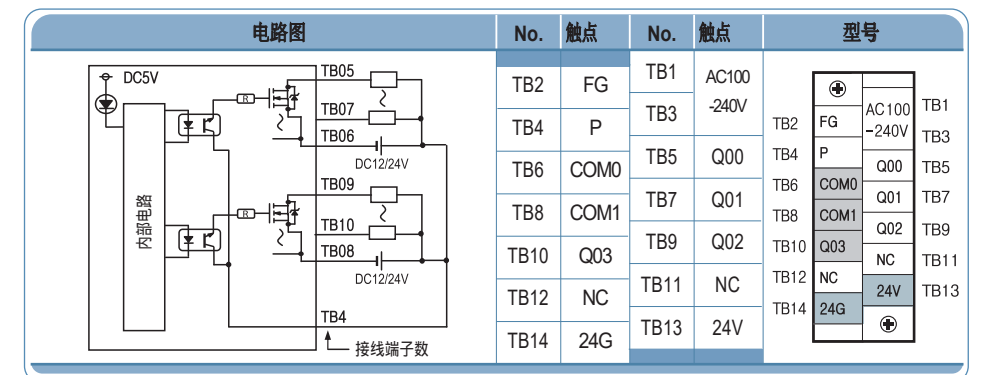 电路图 No. 触点 No. 触点 型号
DC5V
R
TB05
TB07
TB06
DC12/24V
内部电路
R
TB09
TB10
TB08
DC12/24V
TB4
接线端子数
TB2 FG
TB4 P
TB6 COM0
TB8 COM1
TB10 Q03
TB12 NC
TB14 24G
TB1 AC100
TB3 -240V
TB5 Q00
TB7 Q01
TB9 Q02
TB11 NC
TB13 24V
TB2 FG
TB4 P
TB6 COM0
TB8 COM1
TB10 Q03
TB12 NC
TB14 24G
AC100 TB1
-240V TB3
Q00 TB5
Q01 TB7
Q02 TB9
NC TB11
24V TB13